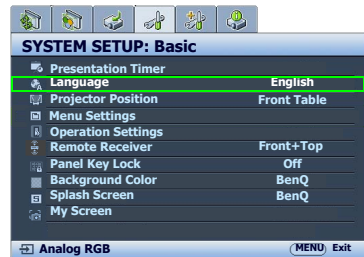 SYSTEM SETUP: Basic
Presentation Timer
Language English
Projector Position Front Table
Menu Settings
Operation Settings
Remote Receiver Front+Top
Panel Key Lock Off
Background Color BenQ
Splash Screen BenQ
My Screen
Analog RGB MENU Exit